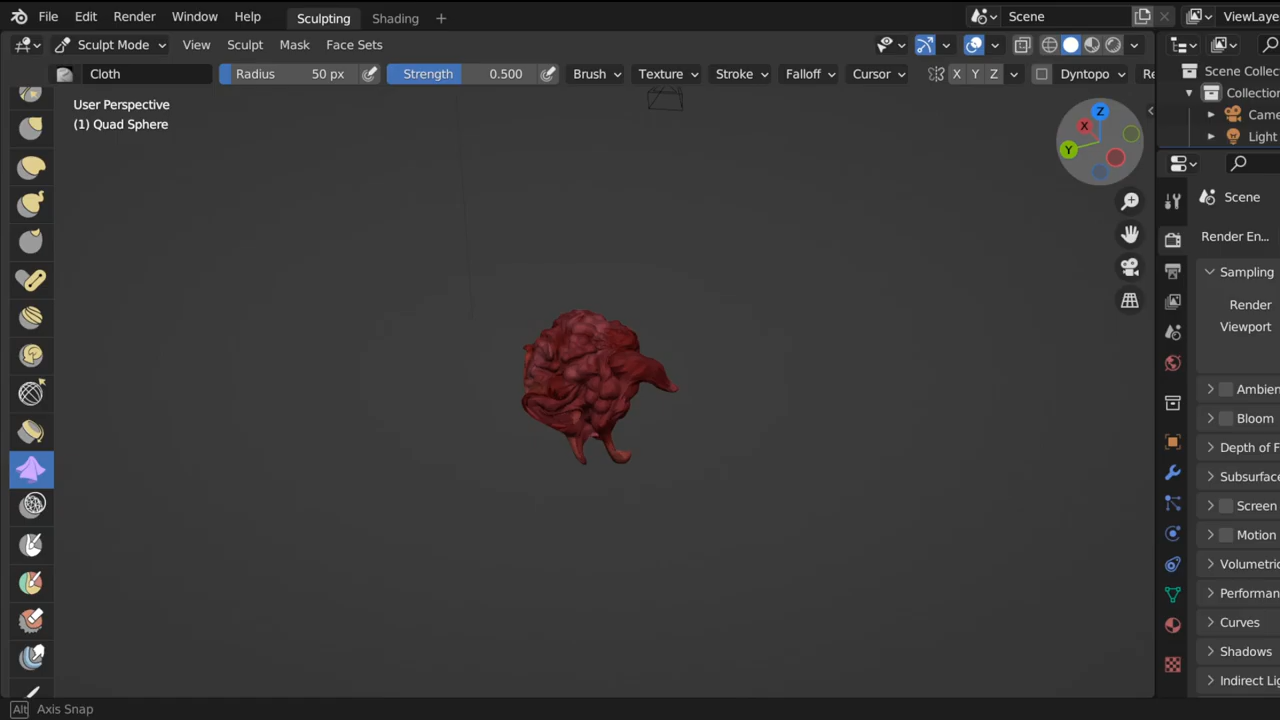 File Edit Render Window Help Sculpting Shading + Scene ViewLaye
Sculpt Mode View Sculpt Mask Face Sets
Cloth Radius 50 px Strength 0.500 Brush Texture Stroke Falloff Cursor X Y Z Dyntopo Re
User Perspective
(1) Quad Sphere
Z
X
Y
Scene Collec
Collection
Came
Light
Scene
Render En...
Sampling
Render
Viewport
Ambien
Bloom
Depth of F
Subsurface
Screen
Motion
Volumetric
Performan
Curves
Shadows
Indirect Lig
Alt Axis Snap